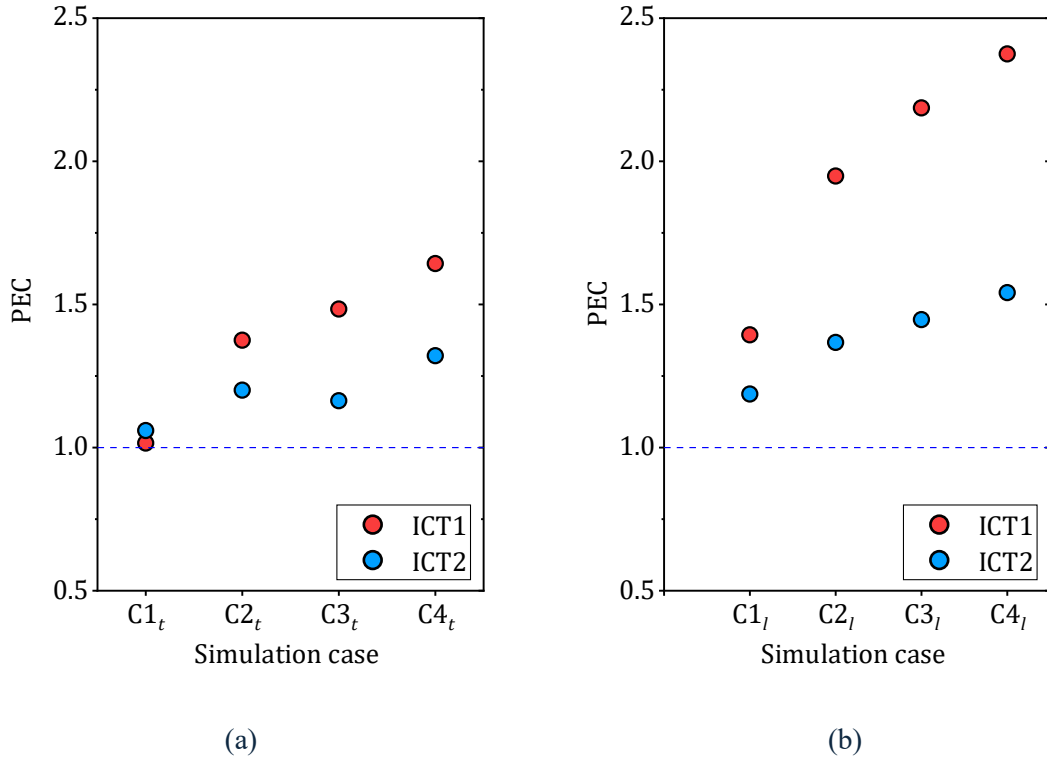 2.5
2.0
1.5
1.0
0.5
PEC
C1t C2t C3t C4t
Simulation case
ICT1
ICT2
(a)
2.5
2.0
1.5
1.0
0.5
PEC
C1l C2l C3l C4l
Simulation case
ICT1
ICT2
(b)